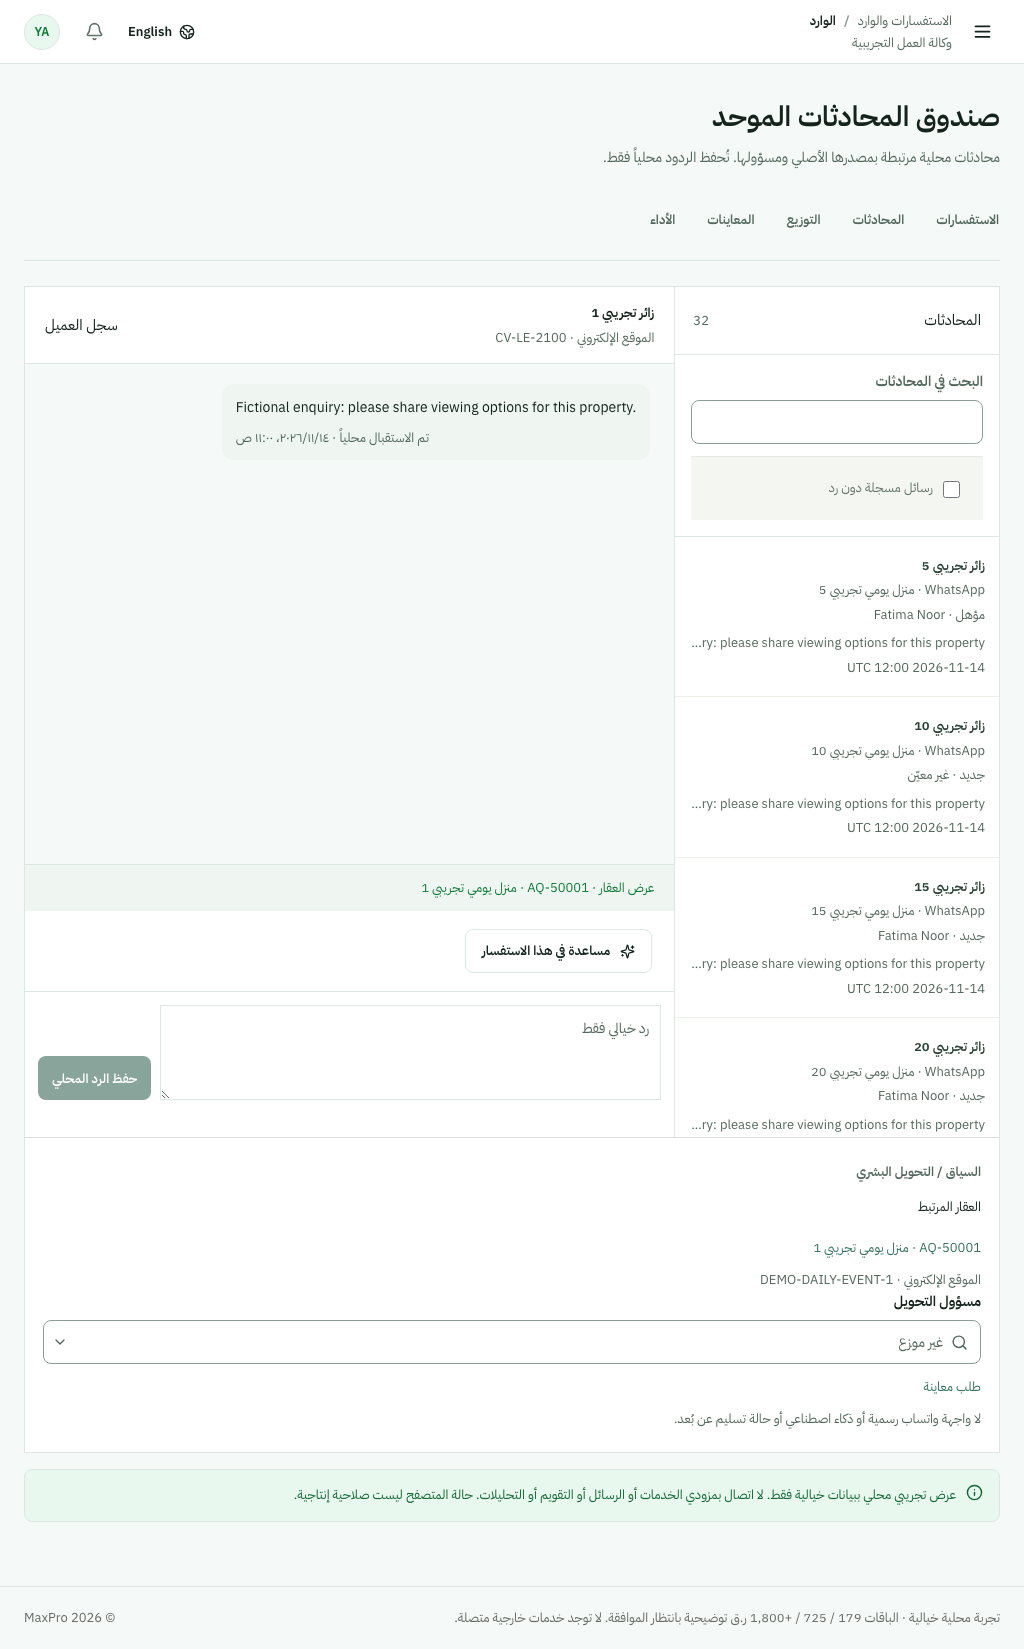 الاستفسارات والوارد / الوارد
وكالة العمل التجريبية
English
YA
صندوق المحادثات الموحد
محادثات محلية مرتبطة بمصدرها الأصلي ومسؤولها. تُحفظ الردود محلياً فقط.
الاستفسارات
المحادثات
التوزيع
المعاينات
الأداء
المحادثات
32
البحث في المحادثات
رسائل مسجلة دون رد
زائر تجريبي 5
WhatsApp · منزل يومي تجريبي 5
مؤهل · Fatima Noor
...ry: please share viewing options for this property
UTC 12:00 2026-11-14
زائر تجريبي 10
WhatsApp · منزل يومي تجريبي 10
جديد · غير معيّن
...ry: please share viewing options for this property
UTC 12:00 2026-11-14
زائر تجريبي 15
WhatsApp · منزل يومي تجريبي 15
جديد · Fatima Noor
...ry: please share viewing options for this property
UTC 12:00 2026-11-14
زائر تجريبي 20
WhatsApp · منزل يومي تجريبي 20
جديد · Fatima Noor
...ry: please share viewing options for this property
زائر تجريبي 1
الموقع الإلكتروني · CV-LE-2100
سجل العميل
Fictional enquiry: please share viewing options for this property.
تم الاستقبال محلياً · ١٤‏/١١‏/٢٠٢٦، ١١:٠٠ ص
عرض العقار · AQ-50001 · منزل يومي تجريبي 1
مساعدة في هذا الاستفسار
رد خيالي فقط
حفظ الرد المحلي
السياق / التحويل البشري
العقار المرتبط
AQ-50001 · منزل يومي تجريبي 1
الموقع الإلكتروني · DEMO-DAILY-EVENT-1
مسؤول التحويل
غير موزع
طلب معاينة
لا واجهة واتساب رسمية أو ذكاء اصطناعي أو حالة تسليم عن بُعد.
عرض تجريبي محلي ببيانات خيالية فقط. لا اتصال بمزودي الخدمات أو الرسائل أو التقويم أو التحليلات. حالة المتصفح ليست صلاحية إنتاجية.
تجربة محلية خيالية · الباقات 179 / 725 / +1,800 ر.ق توضيحية بانتظار الموافقة. لا توجد خدمات خارجية متصلة.
© 2026 MaxPro